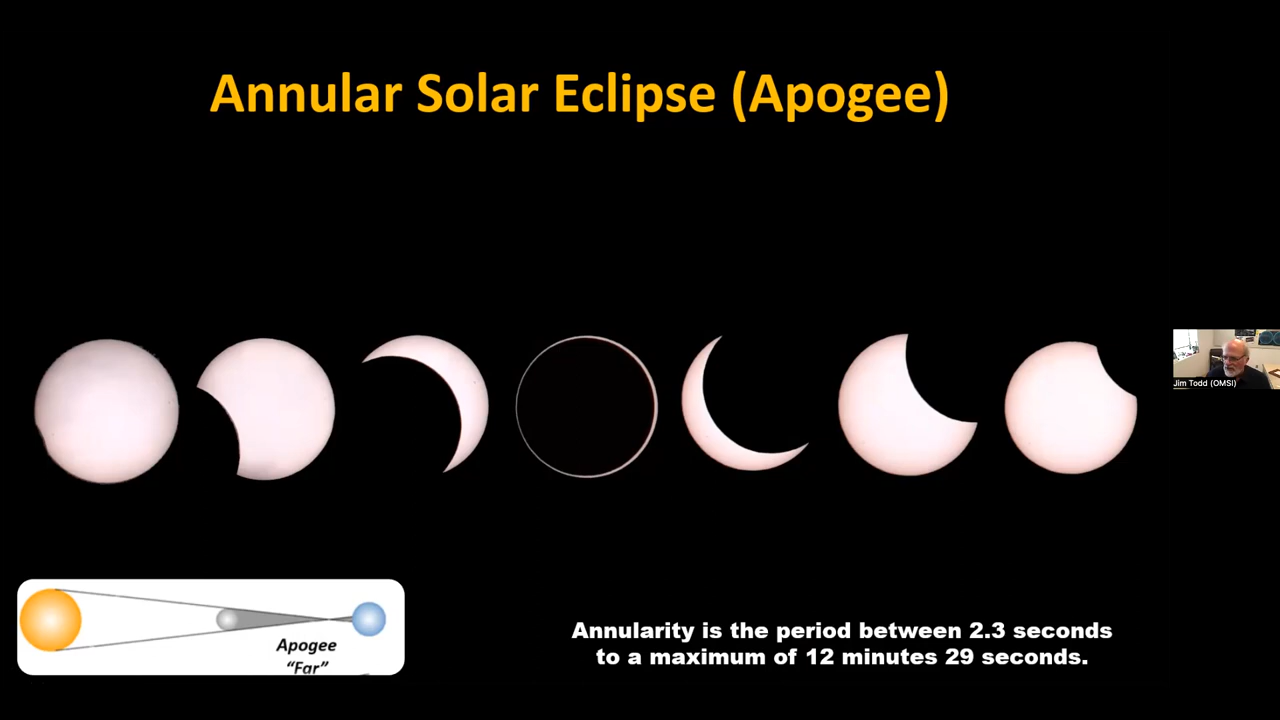 Annular Solar Eclipse (Apogee)
Jim Todd (OMSI)
Apogee
"Far"
Annularity is the period between 2.3 seconds
to a maximum of 12 minutes 29 seconds.